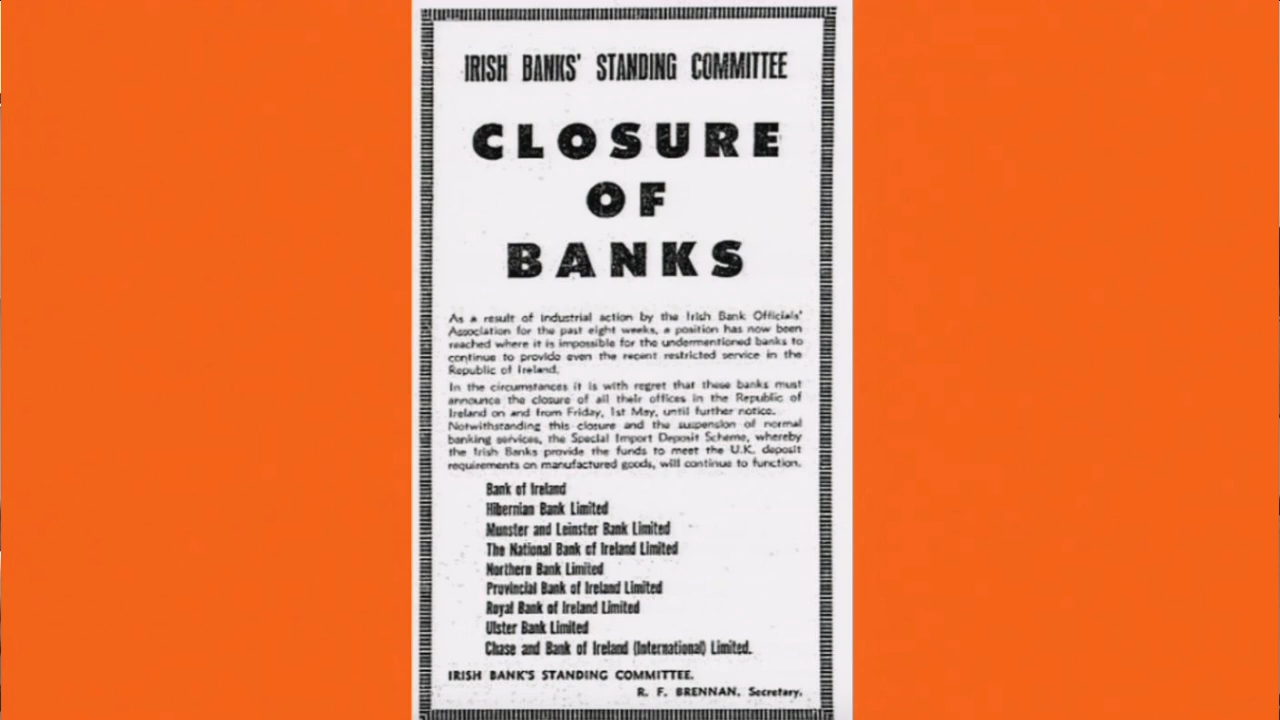 IRISH BANKS' STANDING COMMITTEE
CLOSURE
OF
BANKS
As a result of industrial action by the Irish Bank Officials'
Association for the past eight weeks, a position has now been
reached where it is impossible for the undermentioned banks to
continue to provide even the recent restricted service in the
Republic of Ireland.
In the circumstances it is with regret that these banks must
announce the closure of all their offices in the Republic of
Ireland on and from Friday, 1st May, until further notice.
Notwithstanding this closure and the suspension of normal
banking services, the Special Import Deposit Scheme, whereby
the Irish Banks provide the funds to meet the U.K. deposit
requirements on manufactured goods, will continue to function.
Bank of Ireland
Hibernian Bank Limited
Munster and Leinster Bank Limited
The National Bank of Ireland Limited
Northern Bank Limited
Provincial Bank of Ireland Limited
Royal Bank of Ireland Limited
Ulster Bank Limited
Chase and Bank of Ireland (International) Limited.
IRISH BANK'S STANDING COMMITTEE.
R. F. BRENNAN, Secretary.